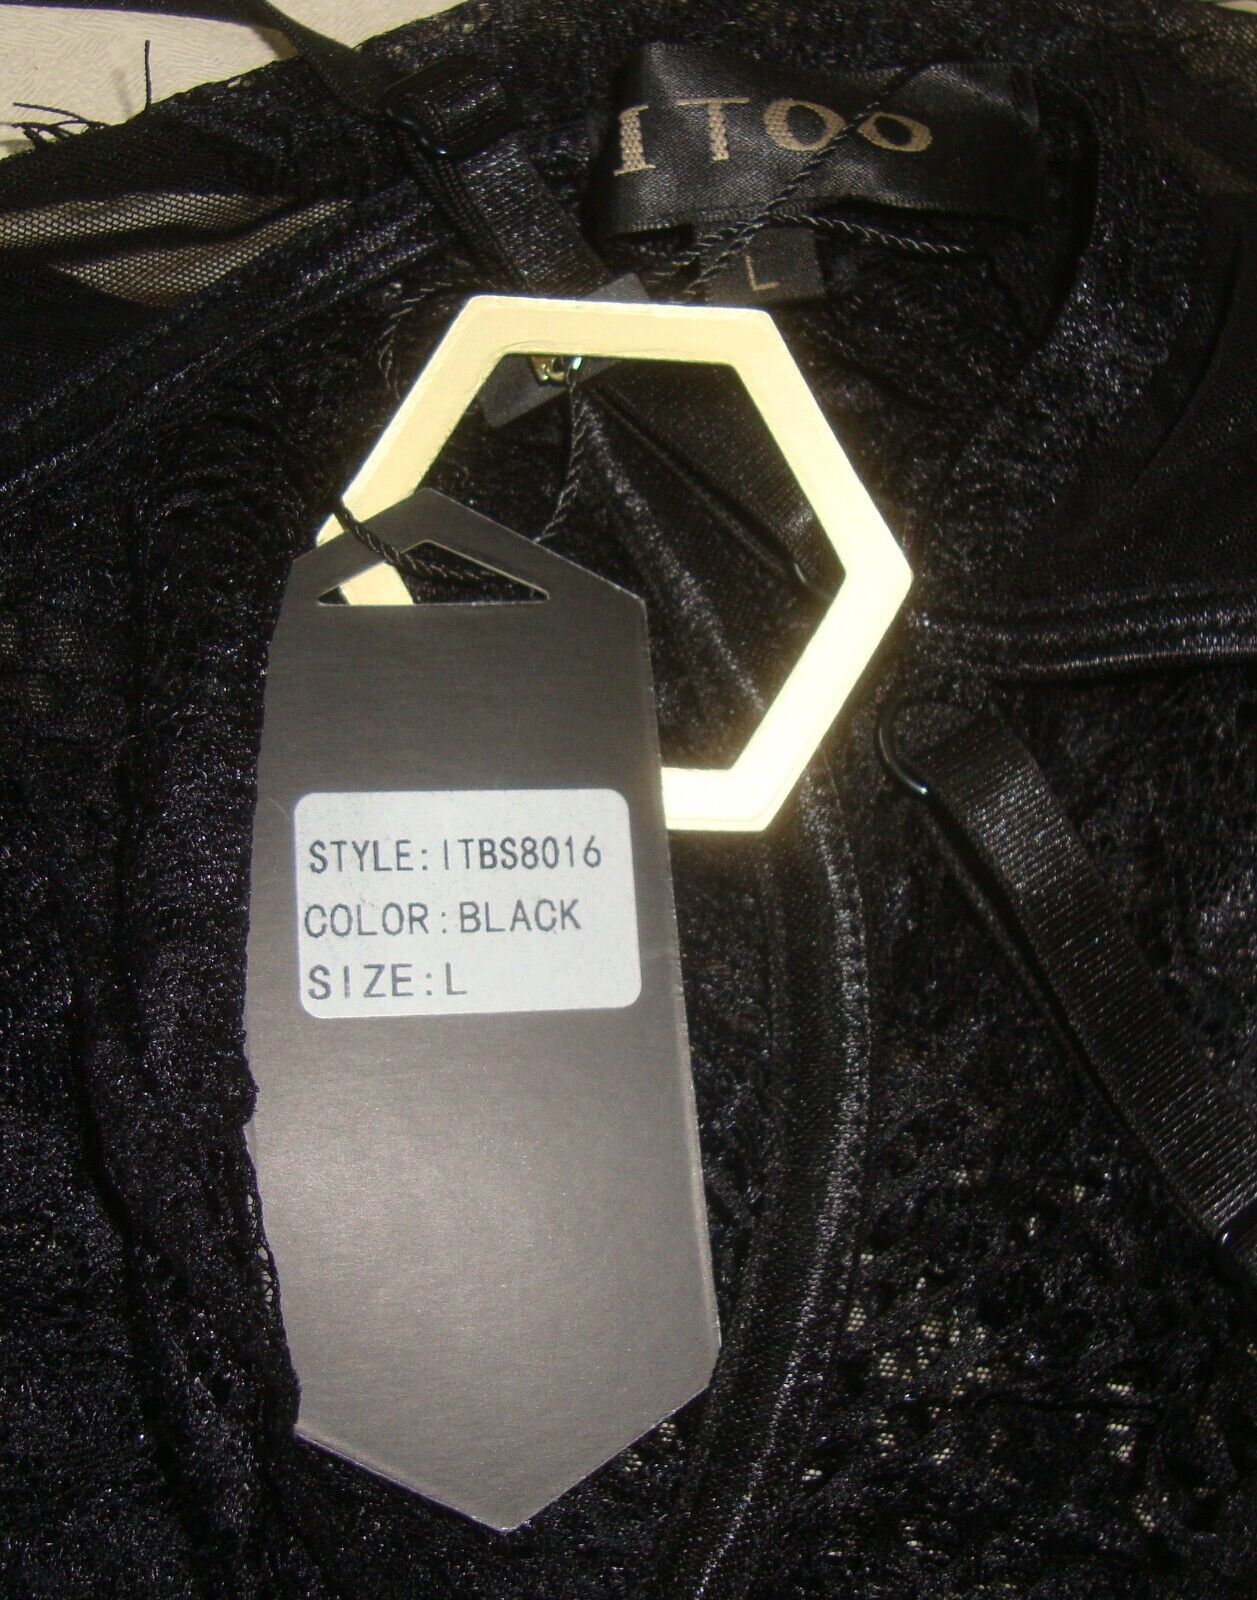 ITOO
L
STYLE:ITBS8016
COLOR:BLACK
SIZE:L